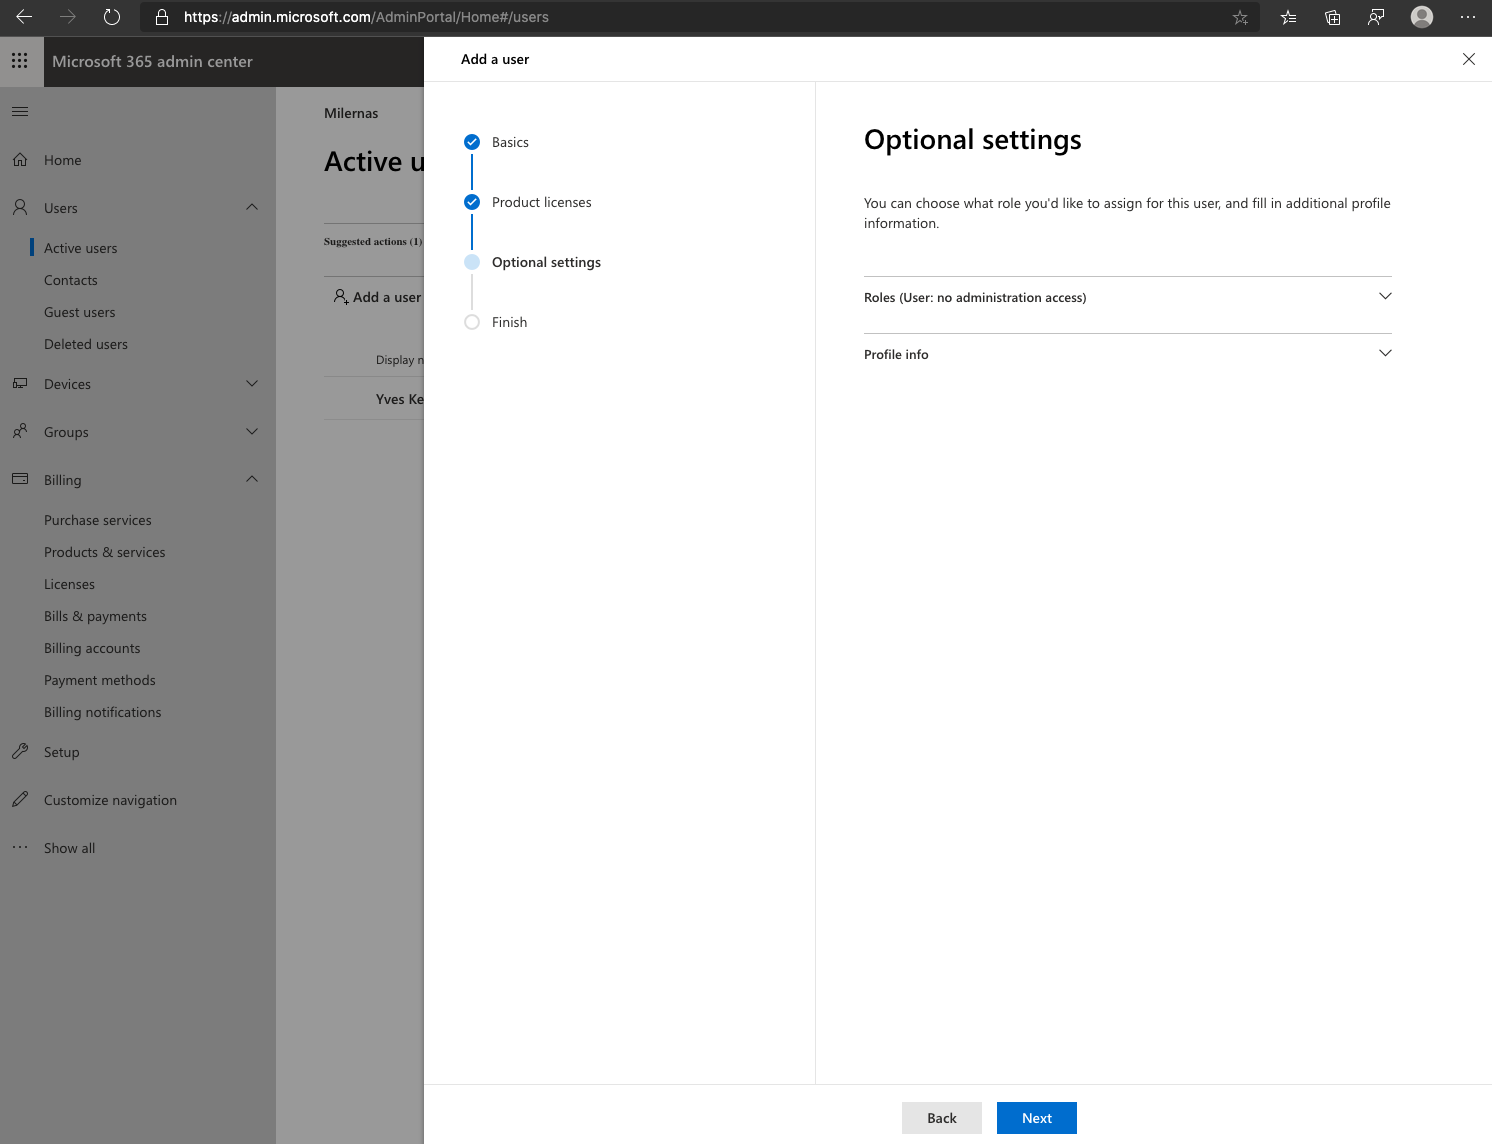 https://admin.microsoft.com/AdminPortal/Home#/users
Microsoft 365 admin center
Home
Users
Active users
Contacts
Guest users
Deleted users
Devices
Groups
Billing
Purchase services
Products & services
Licenses
Bills & payments
Billing accounts
Payment methods
Billing notifications
Setup
Customize navigation
Show all
Milernas
Active u
Suggested actions (1)
Add a user
Display n
Yves Ke
Add a user
Basics
Product licenses
Optional settings
Finish
Optional settings
You can choose what role you'd like to assign for this user, and fill in additional profile
information.
Roles (User: no administration access)
Profile info
Back
Next